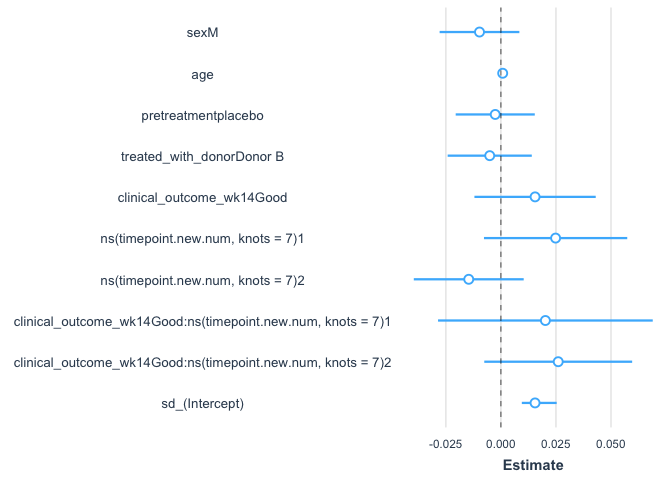 sexM
age
pretreatmentplacebo
treated_with_donorDonor B
clinical_outcome_wk14Good
ns(timepoint.new.num, knots = 7)1
ns(timepoint.new.num, knots = 7)2
clinical_outcome_wk14Good:ns(timepoint.new.num, knots = 7)1
clinical_outcome_wk14Good:ns(timepoint.new.num, knots = 7)2
sd_(Intercept)
-0.025 0.000 0.025 0.050
Estimate